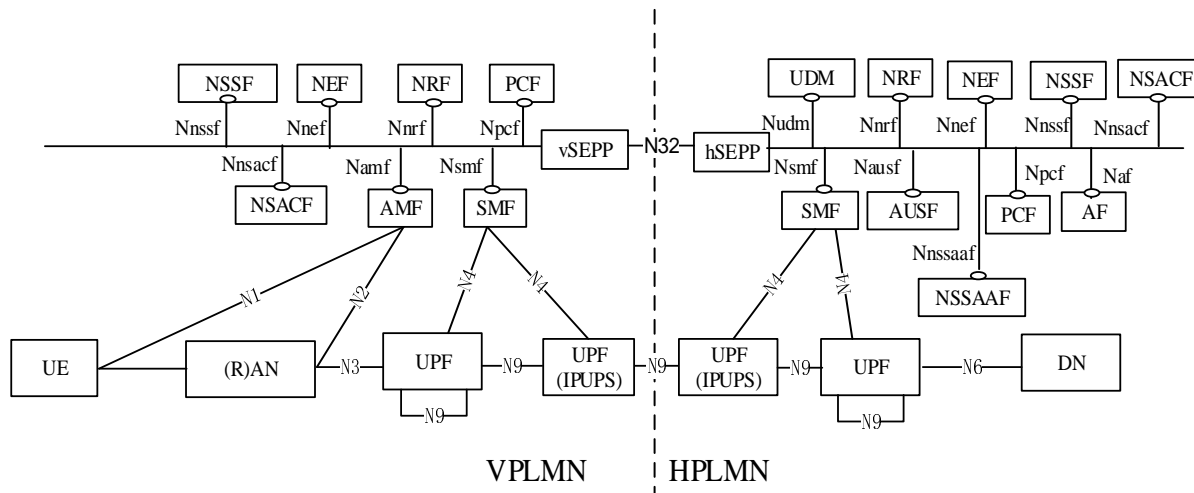 NSSF NEF NRF PCF UDM NRF NEF NSSF NSACF
Nnssf Nnef Nnrf Npcf Nudm Nnrf Nnef Nnssf Nnsacf
vSEPP N32 hSEPP
Nnsacf Namf Nsmf Nsmf Nausf Npcf Naf
NSACF AMF SMF SMF AUSF PCF AF
Nnssaaf
N1 N2 N4 N4 N4 N4
NSSAAF
UE (R)AN N3 UPF N9 UPF
(IPUPS) N9 UPF
(IPUPS) N9 UPF N6 DN
N9 N9
VPLMN HPLMN